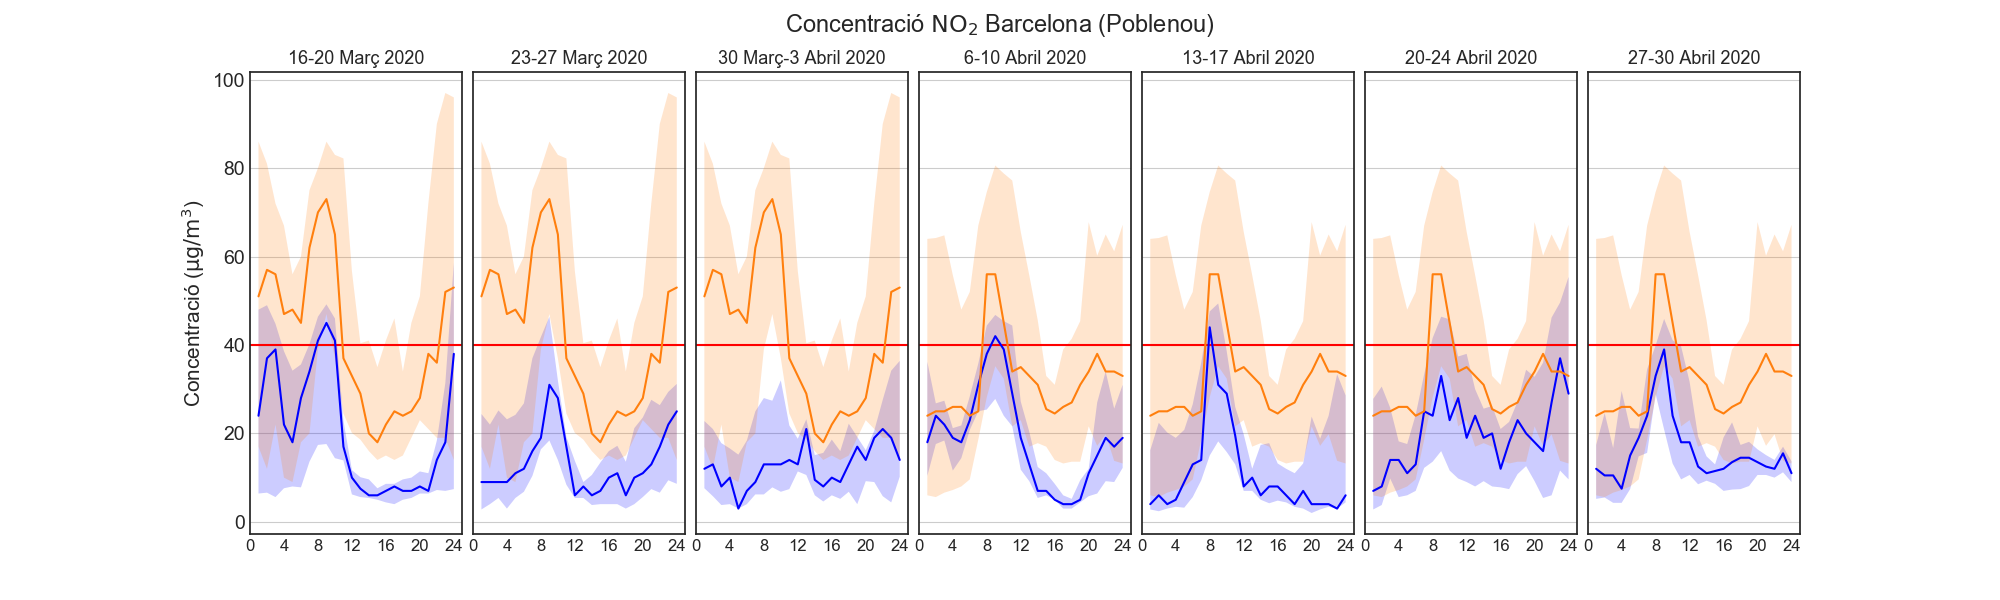 Concentració NO₂ Barcelona (Poblenou)
16-20 Març 2020
23-27 Març 2020
30 Març-3 Abril 2020
6-10 Abril 2020
13-17 Abril 2020
20-24 Abril 2020
27-30 Abril 2020
Concentració (µg/m³)
100
80
60
40
20
0
0 4 8 12 16 20 24
0 4 8 12 16 20 24
0 4 8 12 16 20 24
0 4 8 12 16 20 24
0 4 8 12 16 20 24
0 4 8 12 16 20 24
0 4 8 12 16 20 24